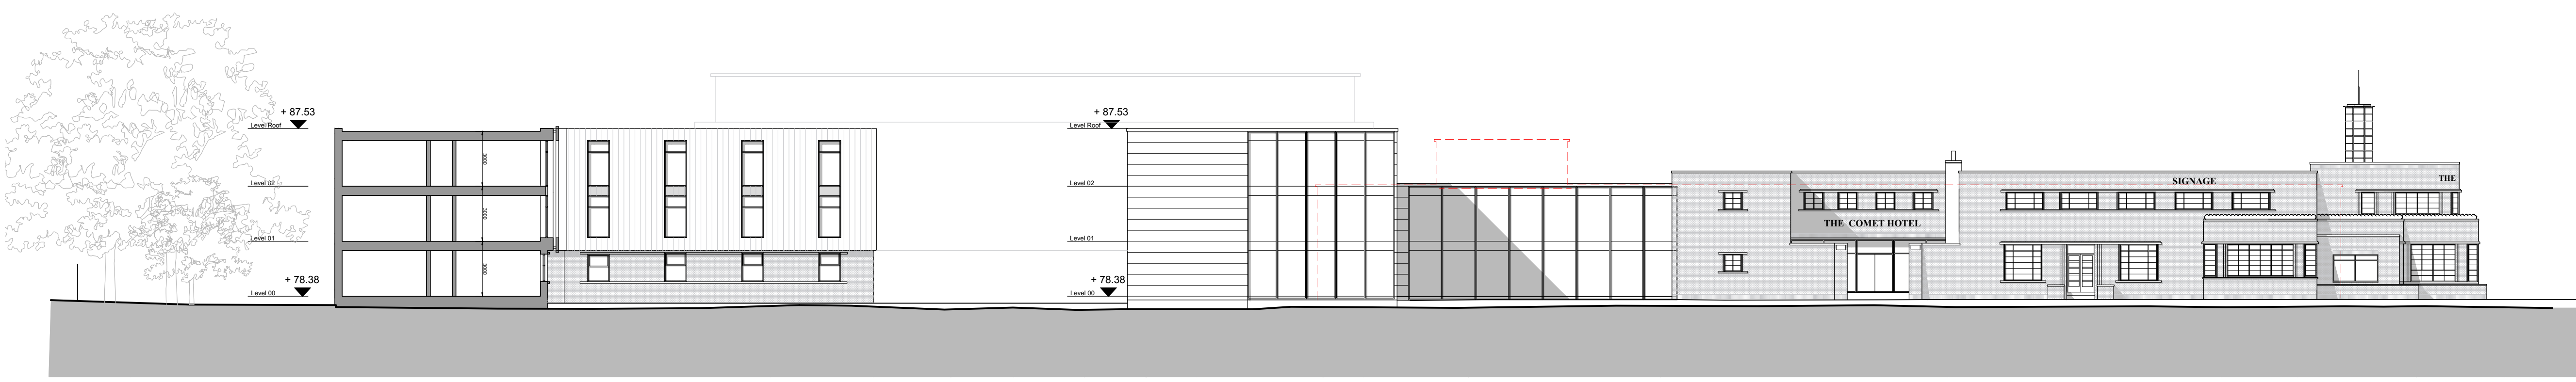 + 87.53
Level Roof
3000
Level 02
3000
Level 01
3000
+ 78.38
Level 00
+ 87.53
Level Roof
Level 02
Level 01
+ 78.38
Level 00
THE COMET HOTEL
SIGNAGE
THE